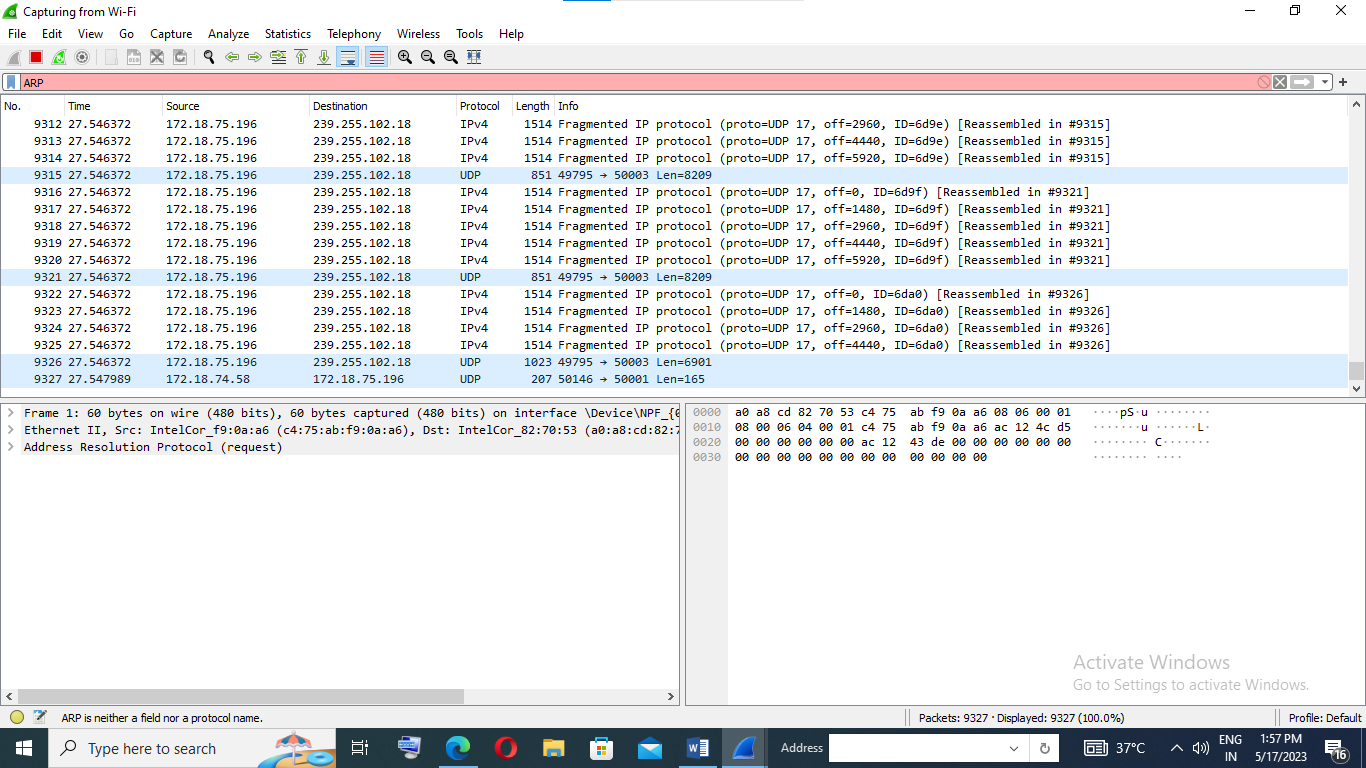 Capturing from Wi-Fi
File Edit View Go Capture Analyze Statistics Telephony Wireless Tools Help
ARP
No. Time Source Destination Protocol Length Info
9312 27.546372 172.18.75.196 239.255.102.18 IPv4 1514 Fragmented IP protocol (proto=UDP 17, off=2960, ID=6d9e) [Reassembled in #9315]
9313 27.546372 172.18.75.196 239.255.102.18 IPv4 1514 Fragmented IP protocol (proto=UDP 17, off=4440, ID=6d9e) [Reassembled in #9315]
9314 27.546372 172.18.75.196 239.255.102.18 IPv4 1514 Fragmented IP protocol (proto=UDP 17, off=5920, ID=6d9e) [Reassembled in #9315]
9315 27.546372 172.18.75.196 239.255.102.18 UDP 851 49795 → 50003 Len=8209
9316 27.546372 172.18.75.196 239.255.102.18 IPv4 1514 Fragmented IP protocol (proto=UDP 17, off=0, ID=6d9f) [Reassembled in #9321]
9317 27.546372 172.18.75.196 239.255.102.18 IPv4 1514 Fragmented IP protocol (proto=UDP 17, off=1480, ID=6d9f) [Reassembled in #9321]
9318 27.546372 172.18.75.196 239.255.102.18 IPv4 1514 Fragmented IP protocol (proto=UDP 17, off=2960, ID=6d9f) [Reassembled in #9321]
9319 27.546372 172.18.75.196 239.255.102.18 IPv4 1514 Fragmented IP protocol (proto=UDP 17, off=4440, ID=6d9f) [Reassembled in #9321]
9320 27.546372 172.18.75.196 239.255.102.18 IPv4 1514 Fragmented IP protocol (proto=UDP 17, off=5920, ID=6d9f) [Reassembled in #9321]
9321 27.546372 172.18.75.196 239.255.102.18 UDP 851 49795 → 50003 Len=8209
9322 27.546372 172.18.75.196 239.255.102.18 IPv4 1514 Fragmented IP protocol (proto=UDP 17, off=0, ID=6da0) [Reassembled in #9326]
9323 27.546372 172.18.75.196 239.255.102.18 IPv4 1514 Fragmented IP protocol (proto=UDP 17, off=1480, ID=6da0) [Reassembled in #9326]
9324 27.546372 172.18.75.196 239.255.102.18 IPv4 1514 Fragmented IP protocol (proto=UDP 17, off=2960, ID=6da0) [Reassembled in #9326]
9325 27.546372 172.18.75.196 239.255.102.18 IPv4 1514 Fragmented IP protocol (proto=UDP 17, off=4440, ID=6da0) [Reassembled in #9326]
9326 27.546372 172.18.75.196 239.255.102.18 UDP 1023 49795 → 50003 Len=6901
9327 27.547989 172.18.74.58 172.18.75.196 UDP 207 50146 → 50001 Len=165
Frame 1: 60 bytes on wire (480 bits), 60 bytes captured (480 bits) on interface \Device\NPF_{0
Ethernet II, Src: IntelCor_f9:0a:a6 (c4:75:ab:f9:0a:a6), Dst: IntelCor_82:70:53 (a0:a8:cd:82:7
Address Resolution Protocol (request)
0000 a0 a8 cd 82 70 53 c4 75 ab f9 0a a6 08 06 00 01 ····pS·u ········
0010 08 00 06 04 00 01 c4 75 ab f9 0a a6 ac 12 4c d5 ·······u ······L·
0020 00 00 00 00 00 00 ac 12 43 de 00 00 00 00 00 00 ········ C·······
0030 00 00 00 00 00 00 00 00 00 00 00 00 ········ ····
Activate Windows
Go to Settings to activate Windows.
ARP is neither a field nor a protocol name.
Packets: 9327 · Displayed: 9327 (100.0%)
Profile: Default
Type here to search
Address
37°C
ENG
IN
1:57 PM
5/17/2023
16